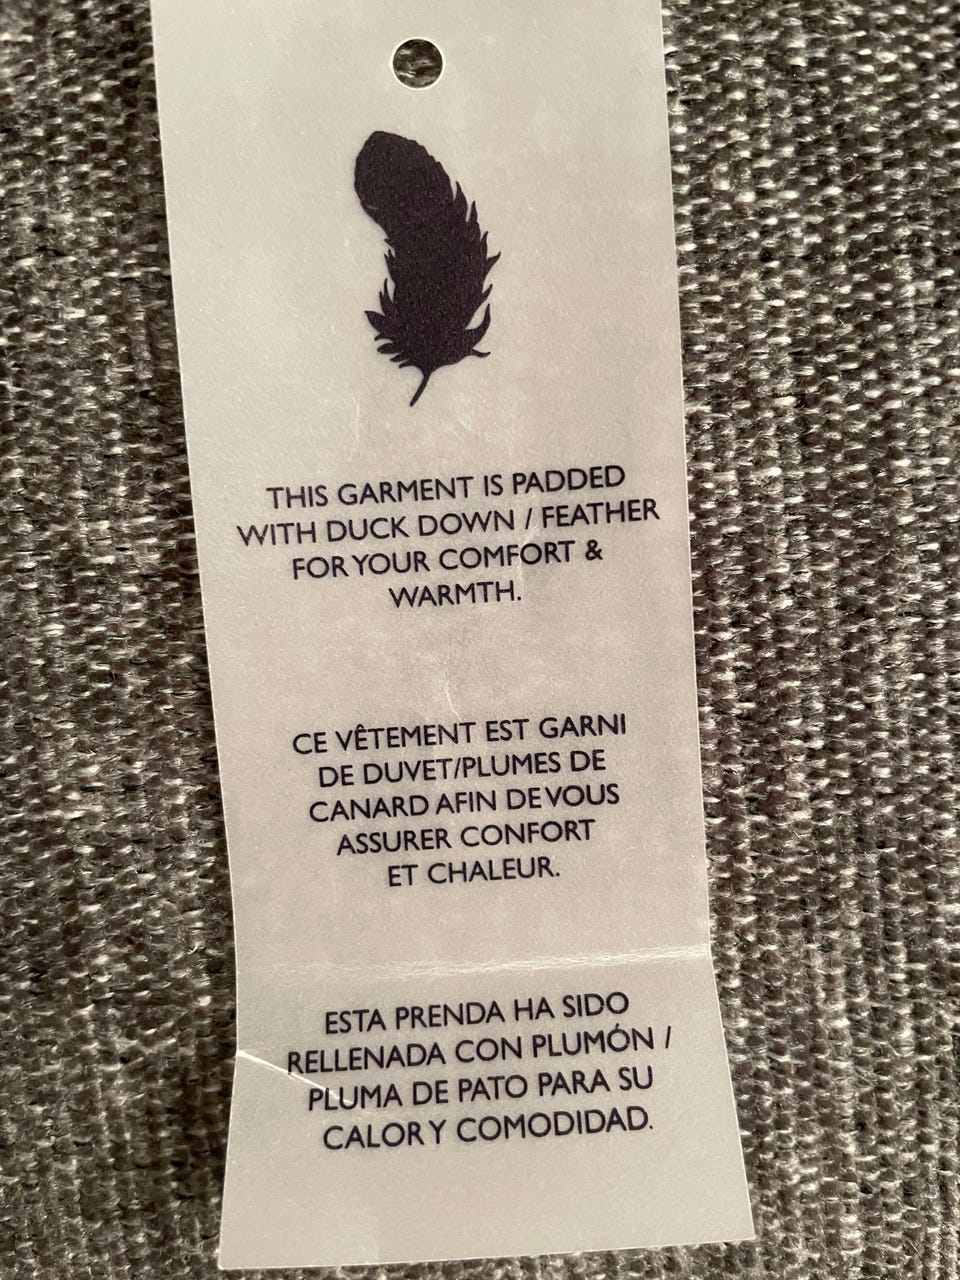 THIS GARMENT IS PADDED
WITH DUCK DOWN / FEATHER
FOR YOUR COMFORT &
WARMTH.
CE VÊTEMENT EST GARNI
DE DUVET/PLUMES DE
CANARD AFIN DE VOUS
ASSURER CONFORT
ET CHALEUR.
ESTA PRENDA HA SIDO
RELLENADA CON PLUMÓN /
PLUMA DE PATO PARA SU
CALOR Y COMODIDAD.